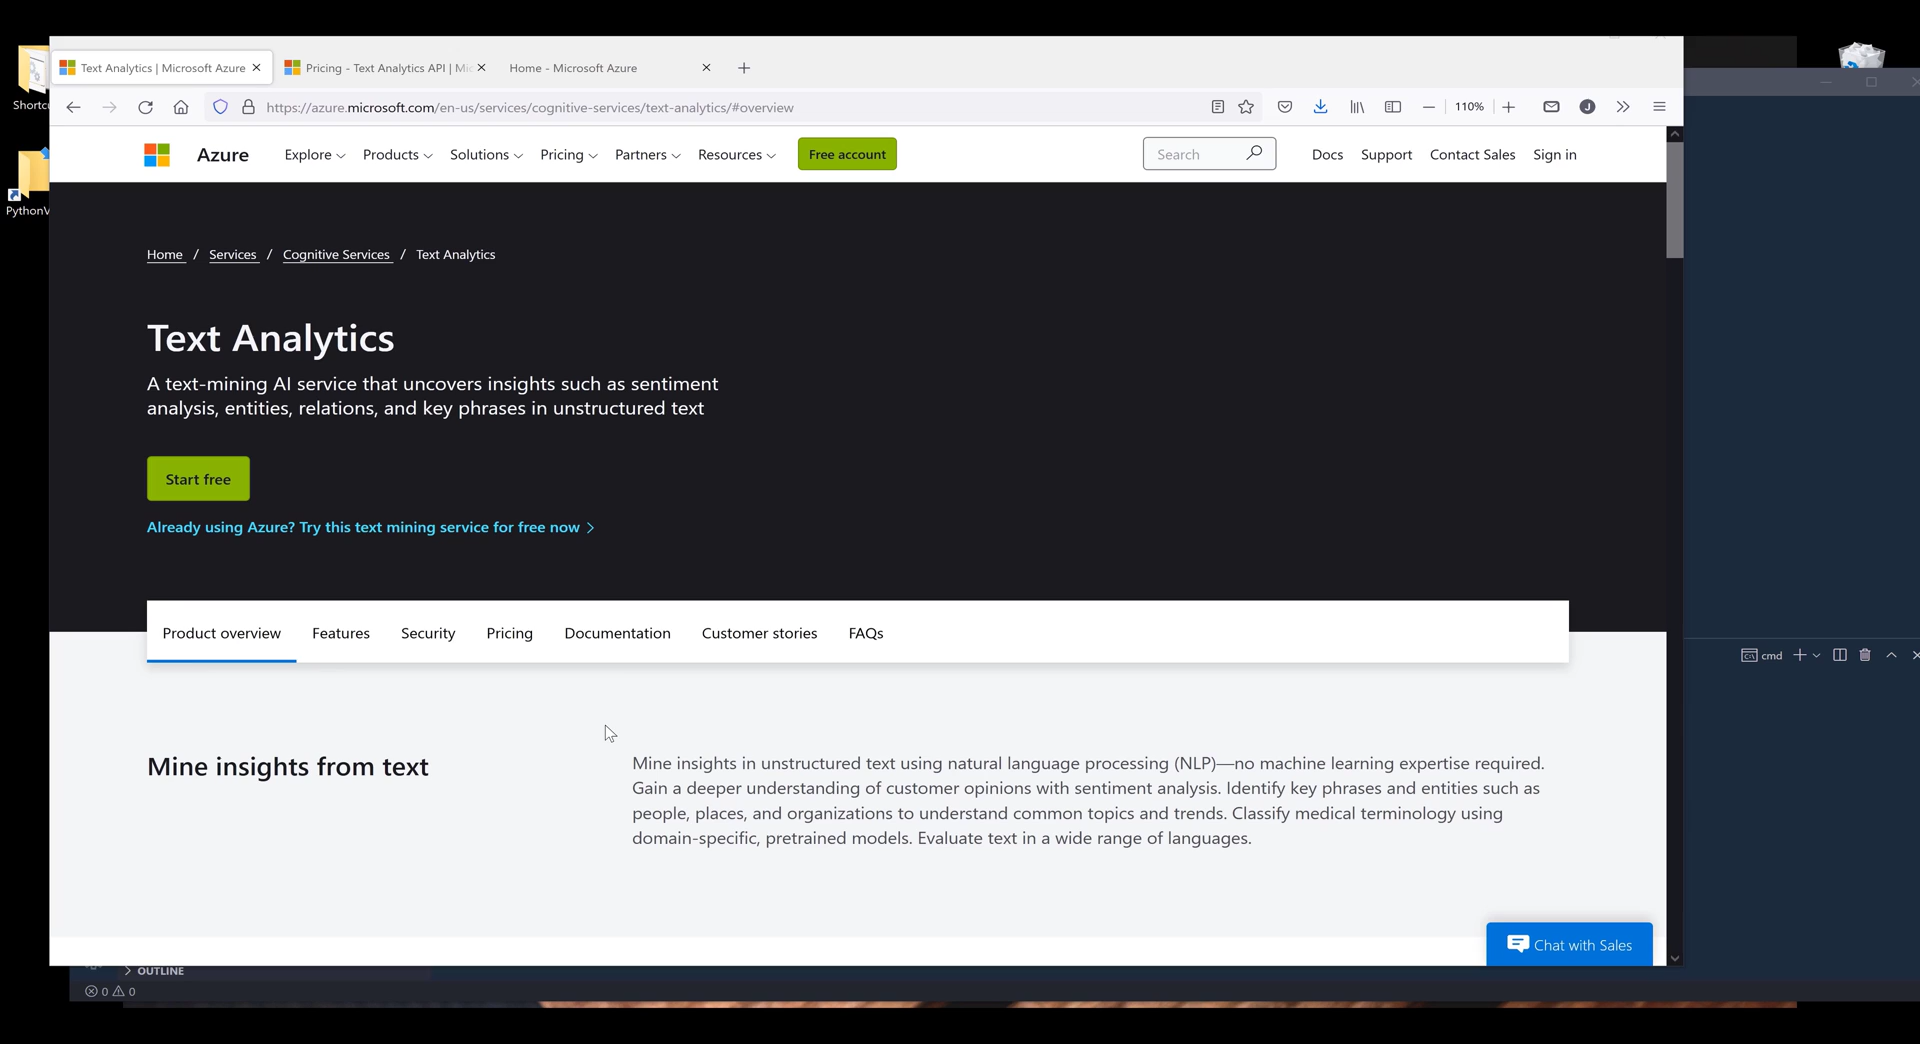 Shortcu
PythonV
Text Analytics | Microsoft Azure
Pricing - Text Analytics API | Mic
Home - Microsoft Azure
https://azure.microsoft.com/en-us/services/cognitive-services/text-analytics/#overview
110%
J
Azure
Explore
Products
Solutions
Pricing
Partners
Resources
Free account
Search
Docs
Support
Contact Sales
Sign in
Home / Services / Cognitive Services / Text Analytics
Text Analytics
A text-mining AI service that uncovers insights such as sentiment
analysis, entities, relations, and key phrases in unstructured text
Start free
Already using Azure? Try this text mining service for free now >
Product overview
Features
Security
Pricing
Documentation
Customer stories
FAQs
cmd
Mine insights from text
Mine insights in unstructured text using natural language processing (NLP)—no machine learning expertise required.
Gain a deeper understanding of customer opinions with sentiment analysis. Identify key phrases and entities such as
people, places, and organizations to understand common topics and trends. Classify medical terminology using
domain-specific, pretrained models. Evaluate text in a wide range of languages.
Chat with Sales
OUTLINE
0 0